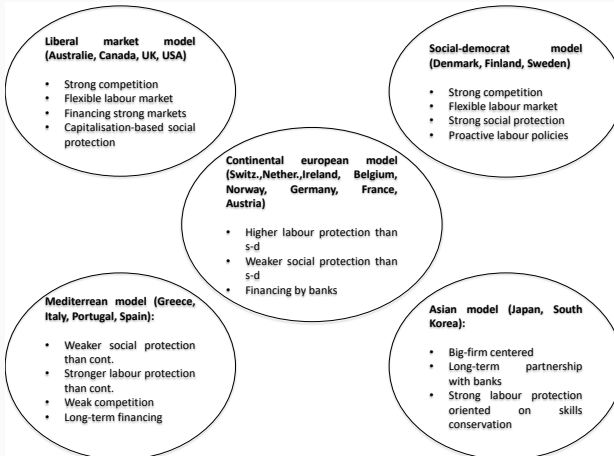 Liberal market model
(Australie, Canada, UK, USA)
• Strong competition
• Flexible labour market
• Financing strong markets
• Capitalisation-based social
protection
Social-democrat model
(Denmark, Finland, Sweden)
• Strong competition
• Flexible labour market
• Strong social protection
• Proactive labour policies
Continental european model
(Switz.,Nether.,Ireland, Belgium,
Norway, Germany, France,
Austria)
• Higher labour protection than
s-d
• Weaker social protection than
s-d
• Financing by banks
Mediterrean model (Greece,
Italy, Portugal, Spain):
• Weaker social protection
than cont.
• Stronger labour protection
than cont.
• Weak competition
• Long-term financing
Asian model (Japan, South
Korea):
• Big-firm centered
• Long-term partnership
with banks
• Strong labour protection
oriented on skills
conservation